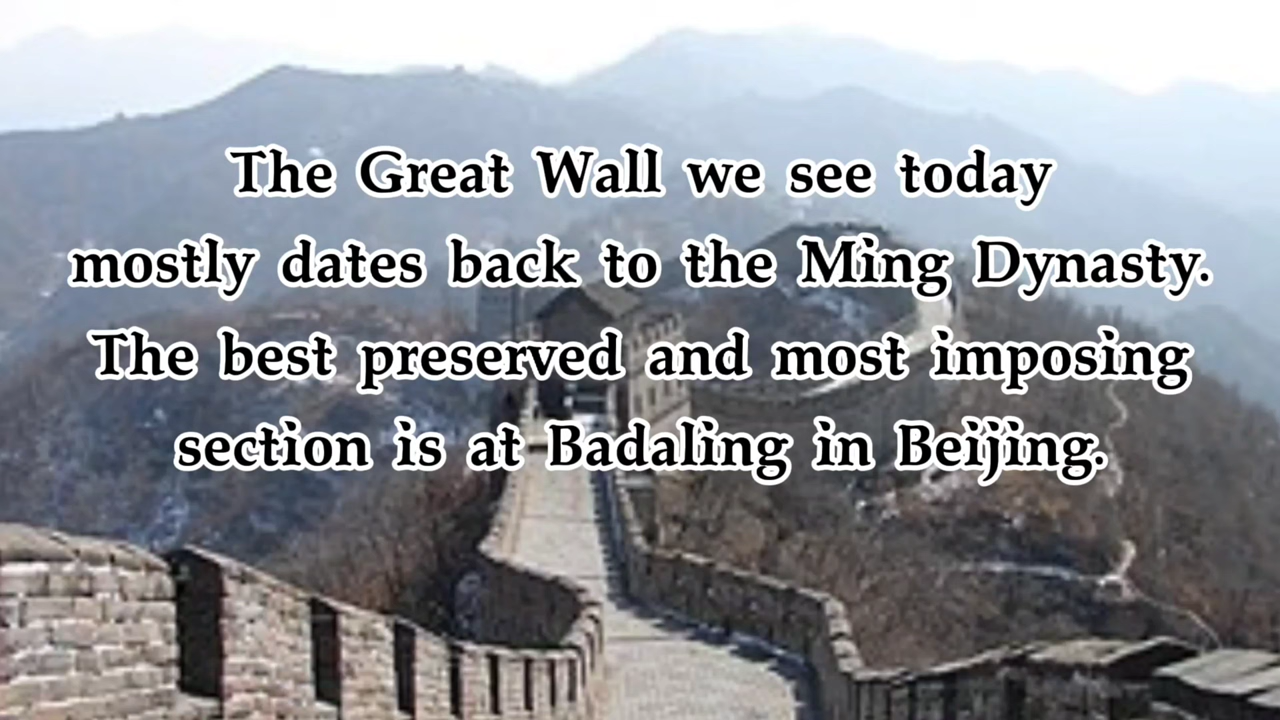 The Great Wall we see today
mostly dates back to the Ming Dynasty.
The best preserved and most imposing
section is at Badaling in Beijing.